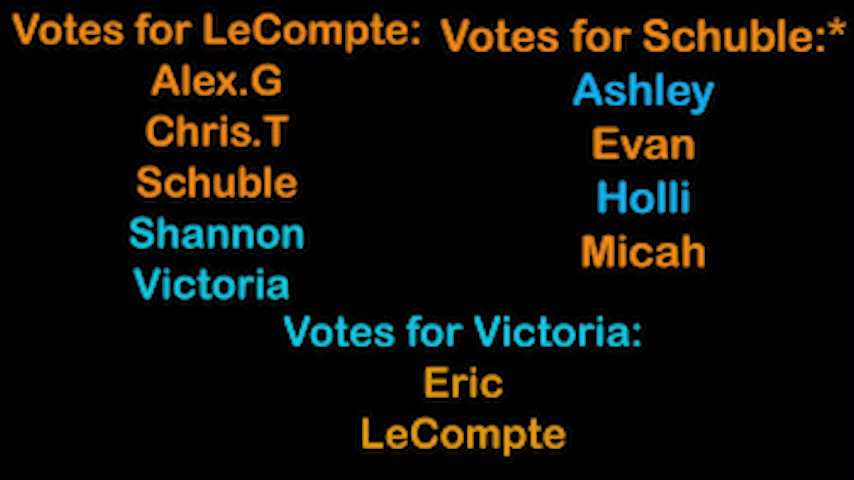 Votes for LeCompte:
Alex.G
Chris.T
Schuble
Shannon
Victoria
Votes for Schuble:*
Ashley
Evan
Holli
Micah
Votes for Victoria:
Eric
LeCompte